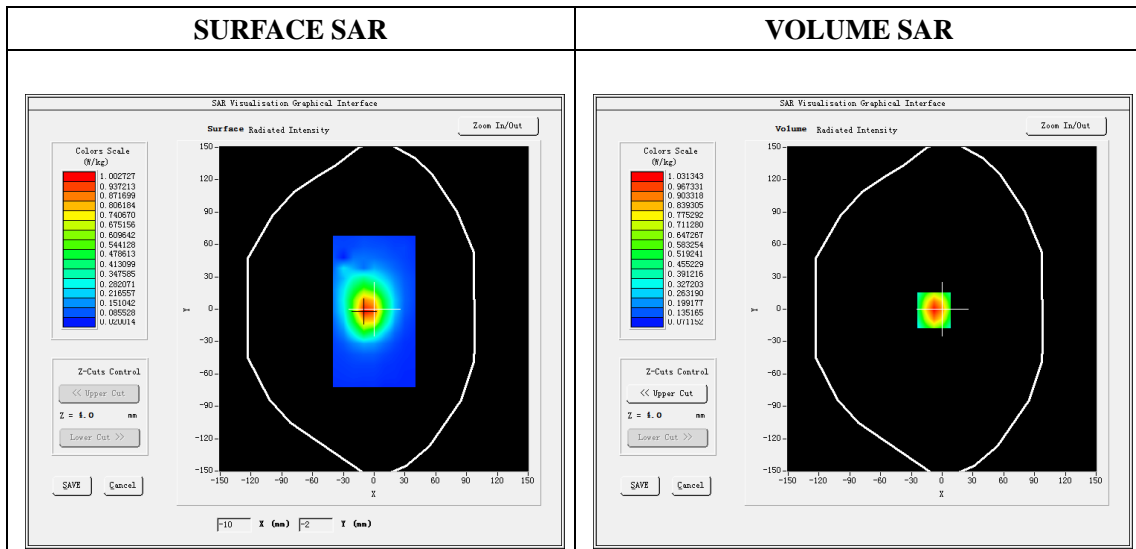 SURFACE SAR
VOLUME SAR
SAR Visualisation Graphical Interface
Surface Radiated Intensity
Zoom In/Out
Colors Scale
(W/kg)
1.002727
0.937213
0.871699
0.806184
0.740670
0.675156
0.609642
0.544128
0.478613
0.413099
0.347585
0.282071
0.216557
0.151042
0.085528
0.020014
150
120
90
60
30
0
-30
-60
-90
-120
-150
Y
-150 -120 -90 -60 -30 0 30 60 90 120 150
X
Z-Cuts Control
<< Upper Cut
Z = 4.0 mm
Lower Cut >>
SAVE Cancel
-10 X (mm) -2 Y (mm)
SAR Visualisation Graphical Interface
Volume Radiated Intensity
Zoom In/Out
Colors Scale
(W/kg)
1.031343
0.967331
0.903318
0.839305
0.775292
0.711280
0.647267
0.583254
0.519241
0.455229
0.391216
0.327203
0.263190
0.199177
0.135165
0.071152
150
120
90
60
30
0
-30
-60
-90
-120
-150
Y
-150 -120 -90 -60 -30 0 30 60 90 120 150
X
Z-Cuts Control
<< Upper Cut
Z = 4.0 mm
Lower Cut >>
SAVE Cancel